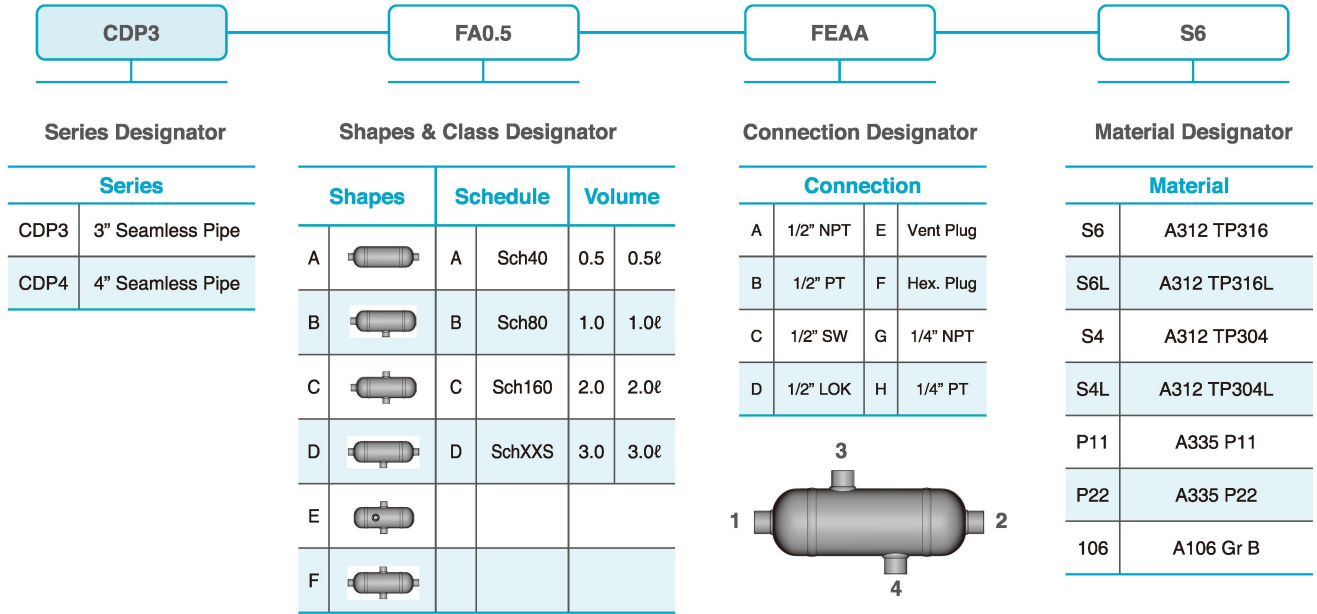 CDP3 FA0.5 FEAA S6
Series Designator
Series
CDP3 3” Seamless Pipe
CDP4 4” Seamless Pipe
Shapes & Class Designator
Shapes Schedule Volume
A A Sch40 0.5 0.5ℓ
B B Sch80 1.0 1.0ℓ
C C Sch160 2.0 2.0ℓ
D D SchXXS 3.0 3.0ℓ
E
F
Connection Designator
Connection
A 1/2” NPT E Vent Plug
B 1/2” PT F Hex. Plug
C 1/2” SW G 1/4” NPT
D 1/2” LOK H 1/4” PT
3
1 2
4
Material Designator
Material
S6 A312 TP316
S6L A312 TP316L
S4 A312 TP304
S4L A312 TP304L
P11 A335 P11
P22 A335 P22
106 A106 Gr B